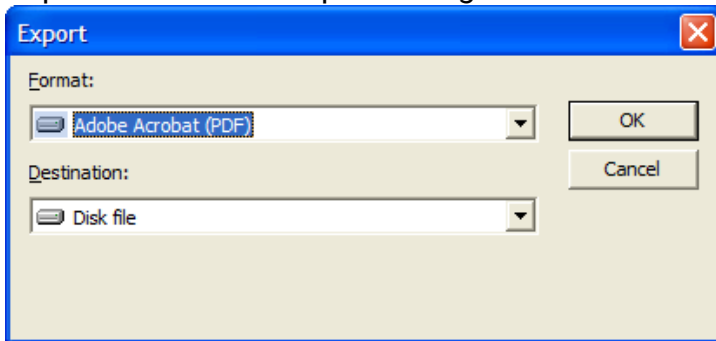 Export
Format:
Adobe Acrobat (PDF)
OK
Destination:
Cancel
Disk file